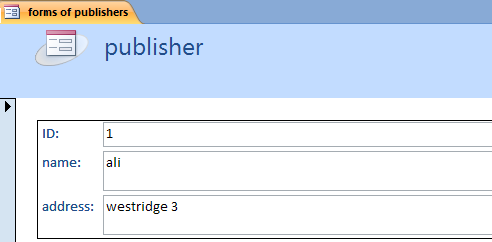 forms of publishers
publisher
ID: 1
name: ali
address: westridge 3